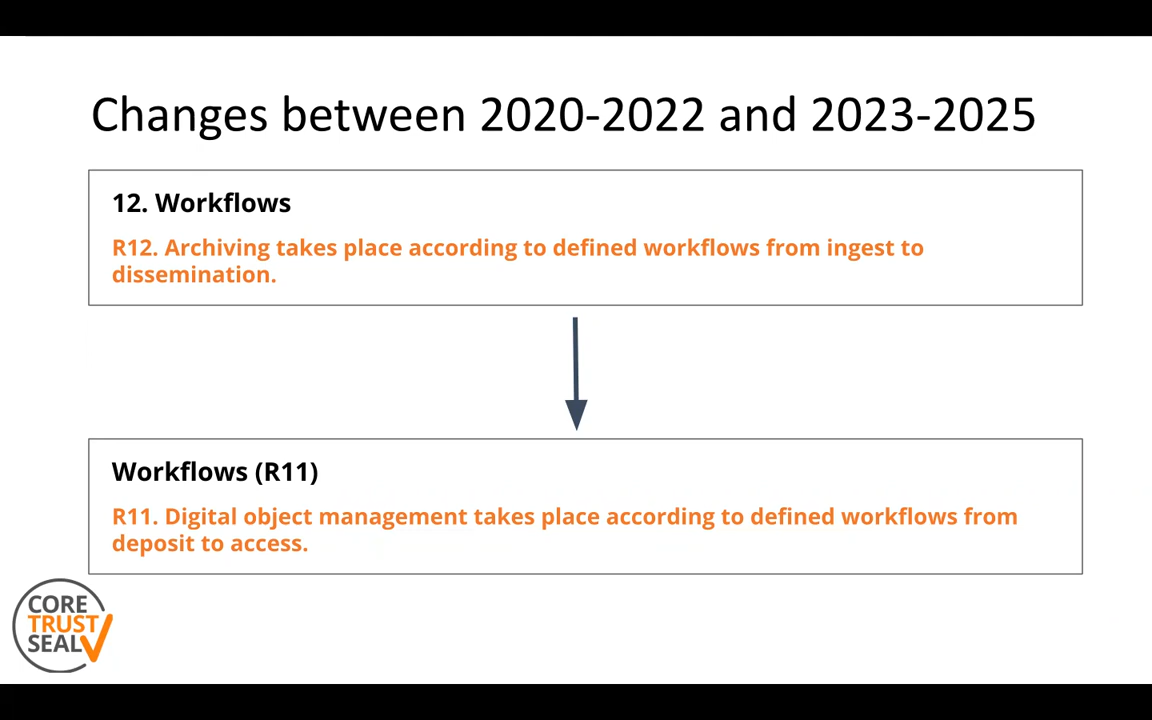 Changes between 2020-2022 and 2023-2025
12. Workflows
R12. Archiving takes place according to defined workflows from ingest to
dissemination.
Workflows (R11)
R11. Digital object management takes place according to defined workflows from
deposit to access.
CORE
TRUST
SEAL